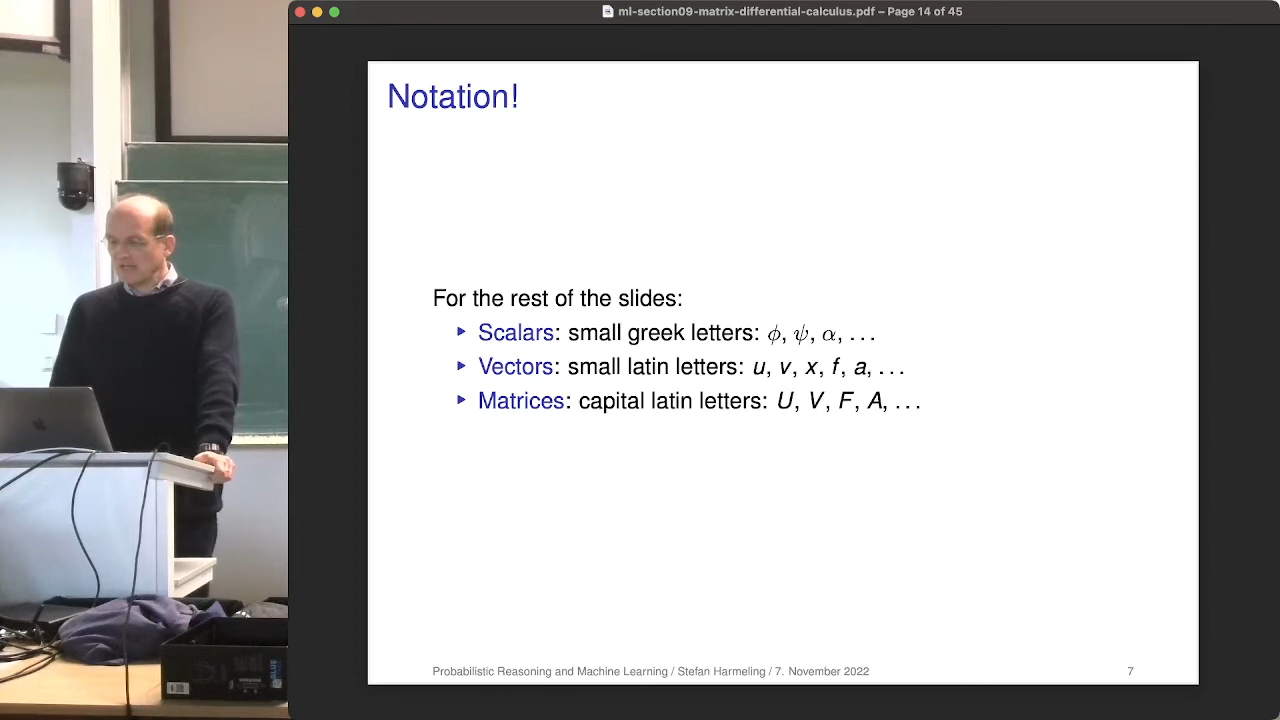 ml-section09-matrix-differential-calculus.pdf – Page 14 of 45
Notation!
For the rest of the slides:
▸ Scalars: small greek letters: ϕ, ψ, α, . . .
▸ Vectors: small latin letters: u, v, x, f, a, . . .
▸ Matrices: capital latin letters: U, V, F, A, . . .
Probabilistic Reasoning and Machine Learning / Stefan Harmeling / 7. November 2022
7